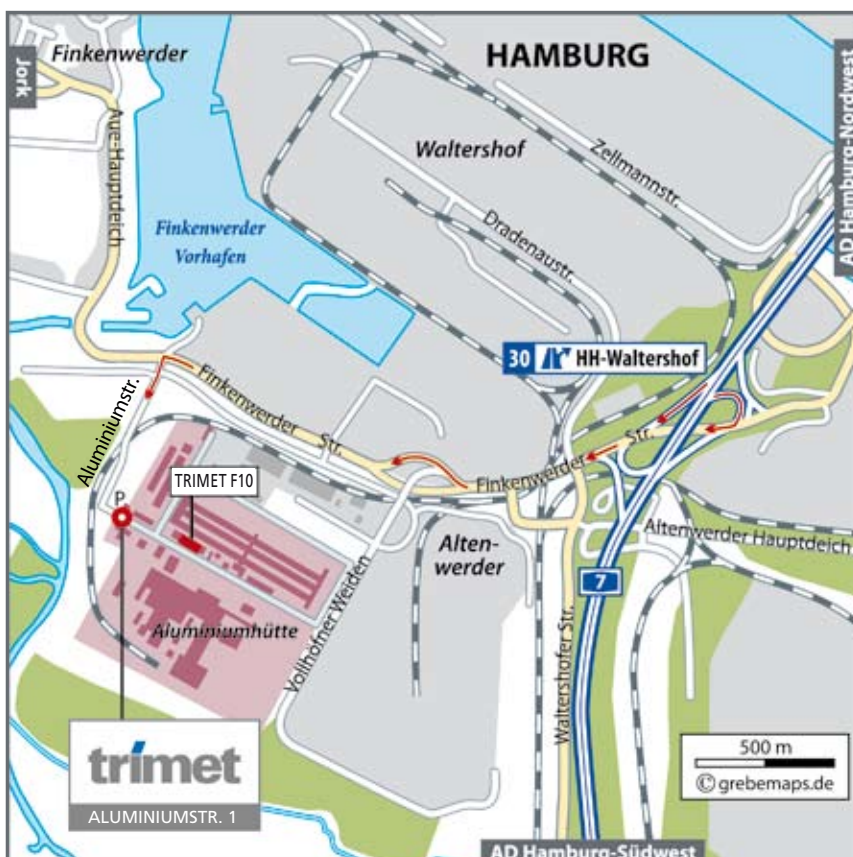 Finkenwerder
HAMBURG
Jork
AD Hamburg-Nordwest
Aue-Hauptdeich
Waltershof
Zellmannstr.
Finkenwerder
Vorhafen
Dradenaustr.
30 HH-Waltershof
Aluminiumstr.
Finkenwerder Str.
Finkenwerder Str.
TRIMET F10
P
Alten-
werder
Altenwerder Hauptdeich
7
Aluminiumhütte
Vollhöfner Weiden
Waltershofer Str.
trimet
ALUMINIUMSTR. 1
500 m
© grebemaps.de
AD Hamburg-Südwest